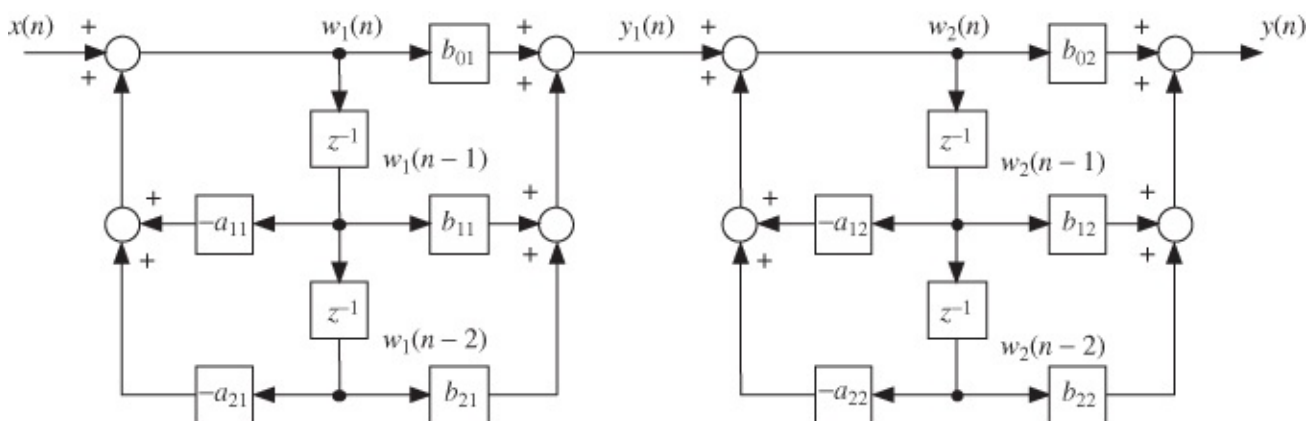 x(n) + w₁(n) b₀₁ + y₁(n) + w₂(n) b₀₂ + y(n)
+ + + +
z⁻¹ z⁻¹
w₁(n − 1) w₂(n − 1)
+ −a₁₁ b₁₁ + + −a₁₂ b₁₂ +
+ + + +
z⁻¹ z⁻¹
w₁(n − 2) w₂(n − 2)
−a₂₁ b₂₁ −a₂₂ b₂₂